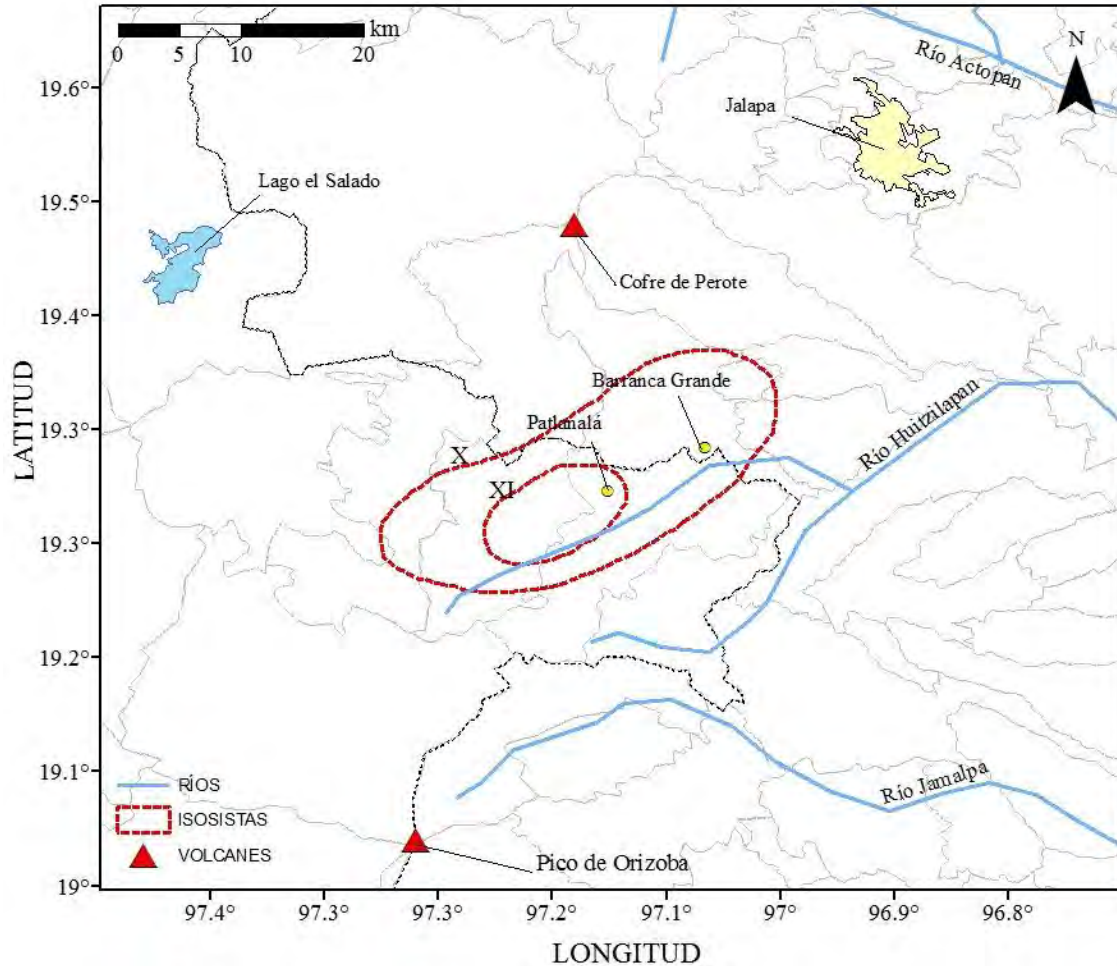 km
0 5 10 20
N
Río Actopan
Jalapa
Lago el Salado
Cofre de Perote
Barranca Grande
Patlanalá
X
XI
Río Huitzilapan
Río Jamalpa
Pico de Orizoba
RÍOS
ISOSISTAS
VOLCANES
LATITUD
19.6°
19.5°
19.4°
19.3°
19.3°
19.2°
19.1°
19°
97.4° 97.3° 97.3° 97.2° 97.1° 97° 96.9° 96.8°
LONGITUD